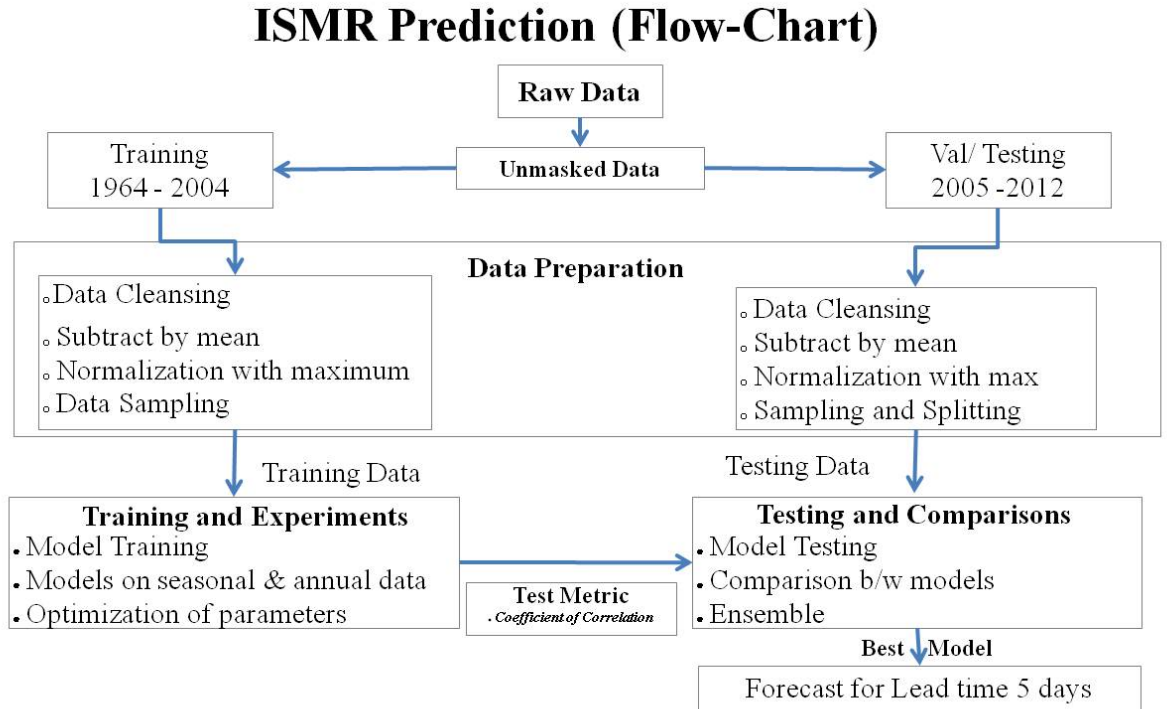 ISMR Prediction (Flow-Chart)
Raw Data
Training
1964 - 2004
Unmasked Data
Val/ Testing
2005 -2012
Data Preparation
Data Cleansing
Subtract by mean
Normalization with maximum
Data Sampling
Data Cleansing
Subtract by mean
Normalization with max
Sampling and Splitting
Training Data
Testing Data
Training and Experiments
Model Training
Models on seasonal & annual data
Optimization of parameters
Test Metric
Coefficient of Correlation
Testing and Comparisons
Model Testing
Comparison b/w models
Ensemble
Best Model
Forecast for Lead time 5 days